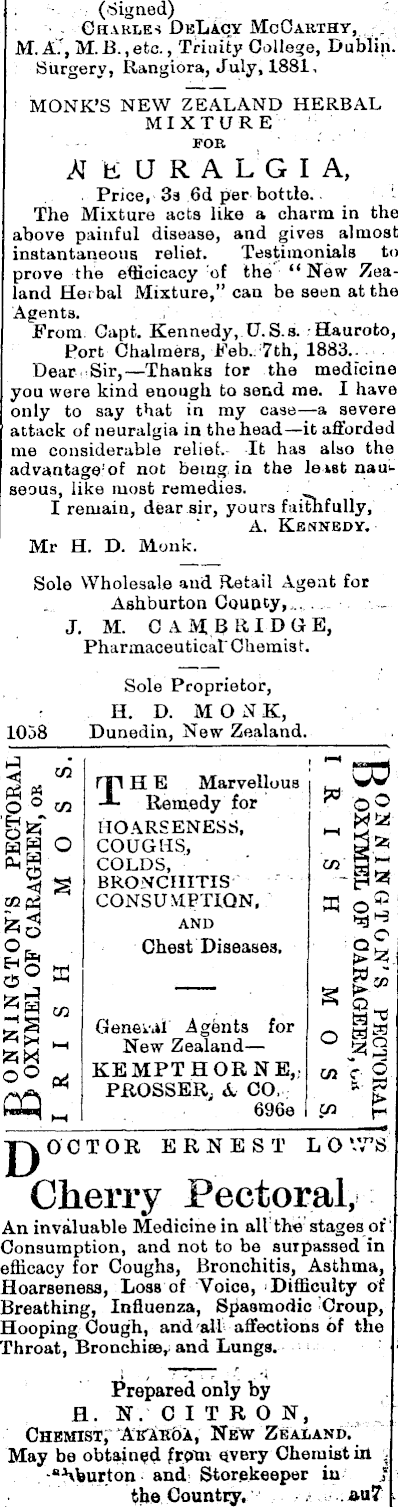 (Signed)
CHARLES DELACY MCCARTHY,
M.A., M.B., etc., Trinity College, Dublin.
Surgery, Rangiora, July, 1881.
MONK'S NEW ZEALAND HERBAL
MIXTURE
FOR
NEURALGIA,
Price, 3s 6d per bottle.
The Mixture acts like a charm in the
above painful disease, and gives almost
instantaneous relief. Testimonials to
prove the efficicacy of the "New Zea-
land Herbal Mixture," can be seen at the
Agents.
From Capt. Kennedy, U.S.s. Hauroto,
Port Chalmers, Feb. 7th, 1883.
Dear Sir,—Thanks for the medicine
you were kind enough to send me. I have
only to say that in my case—a severe
attack of neuralgia in the head—it afforded
me considerable relief. It has also the
advantage of not being in the least nau-
seous, like most remedies.
I remain, dear sir, yours faithfully,
A. KENNEDY.
Mr H. D. Monk.
Sole Wholesale and Retail Agent for
Ashburton County,
J. M. CAMBRIDGE,
Pharmaceutical Chemist.
Sole Proprietor,
H. D. MONK,
1058 Dunedin, New Zealand.
BONNINGTON'S PECTORAL
OXYMEL OF CARAGEEN, OR
IRISH MOSS.
THE Marvellous
Remedy for
HOARSENESS,
COUGHS,
COLDS,
BRONCHITIS
CONSUMPTION,
AND
Chest Diseases.
General Agents for
New Zealand—
KEMPTHORNE,
PROSSER, & CO.
696e
BONNINGTON'S PECTORAL
OXYMEL OF CARAGEEN, OR
IRISH MOSS
DOCTOR ERNEST LOW'S
Cherry Pectoral,
An invaluable Medicine in all the stages of
Consumption, and not to be surpassed in
efficacy for Coughs, Bronchitis, Asthma,
Hoarseness, Loss of Voice, Difficulty of
Breathing, Influenza, Spasmodic Croup,
Hooping Cough, and all affections of the
Throat, Bronchiæ, and Lungs.
Prepared only by
H. N. CITRON,
CHEMIST, AKAROA, NEW ZEALAND.
May be obtained from every Chemist in
Ashburton and Storekeeper in
the Country. au7